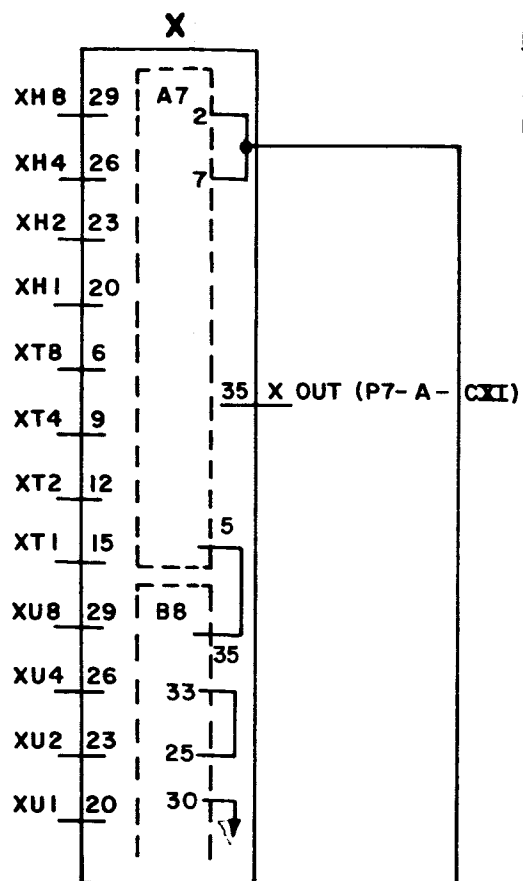 X
XH8 29 A7 2
XH4 26 7
XH2 23
XH1 20
XT8 6
35 X OUT (P7-A-CXI)
XT4 9
XT2 12
XT1 15 5
XU8 29 B8
35
XU4 26 33
XU2 23 25
XU1 20 30